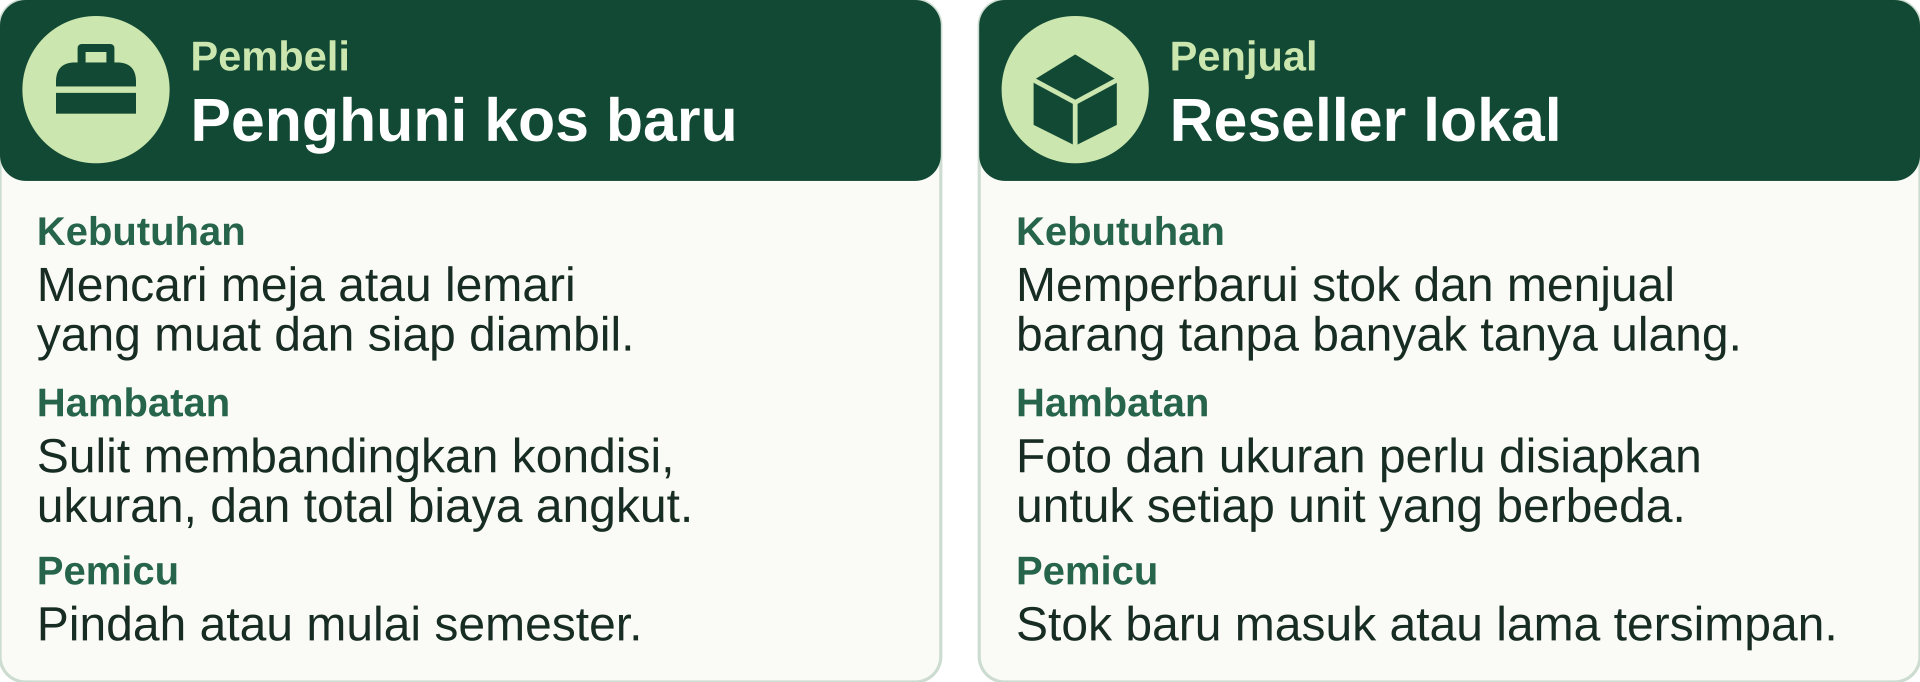 Pembeli
Penghuni kos baru
Kebutuhan
Mencari meja atau lemari
yang muat dan siap diambil.
Hambatan
Sulit membandingkan kondisi,
ukuran, dan total biaya angkut.
Pemicu
Pindah atau mulai semester.
Penjual
Reseller lokal
Kebutuhan
Memperbarui stok dan menjual
barang tanpa banyak tanya ulang.
Hambatan
Foto dan ukuran perlu disiapkan
untuk setiap unit yang berbeda.
Pemicu
Stok baru masuk atau lama tersimpan.